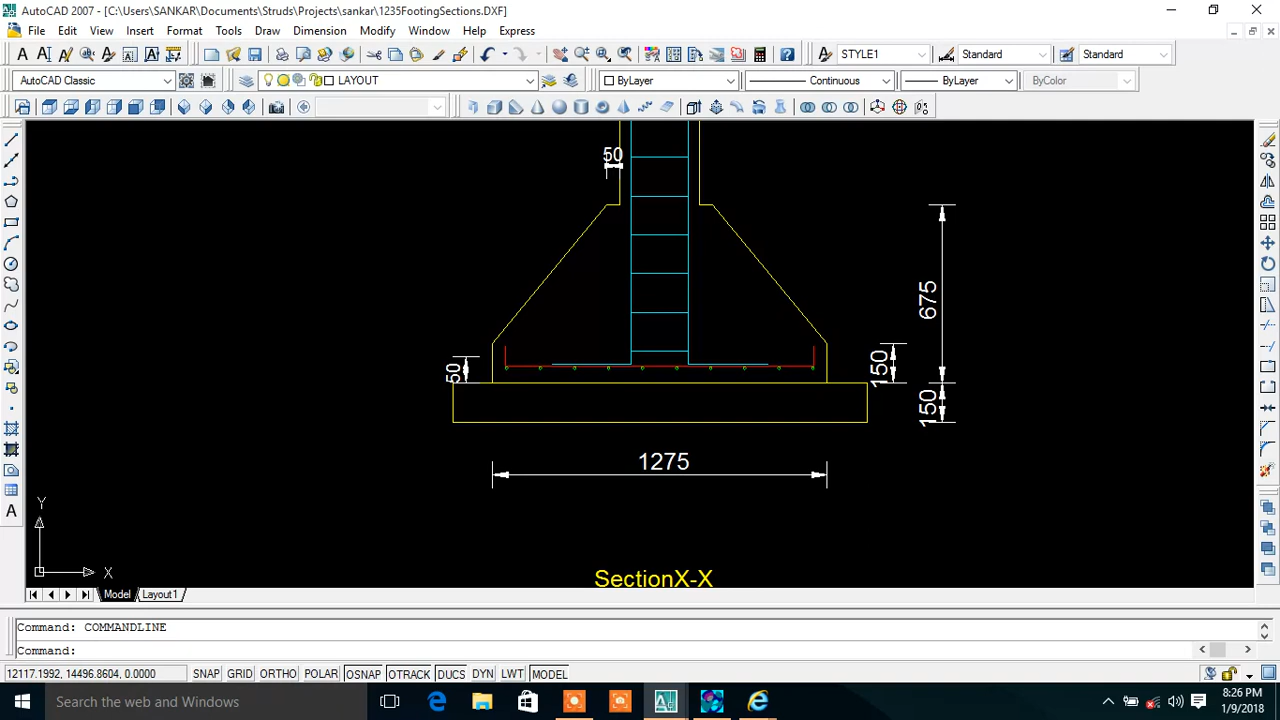 AutoCAD 2007 - [C:\Users\SANKAR\Documents\Struds\Projects\sankar\1235FootingSections.DXF]
File Edit View Insert Format Tools Draw Dimension Modify Window Help Express
STYLE1 Standard Standard
AutoCAD Classic LAYOUT ByLayer Continuous ByLayer ByColor
50
675
150
50
150
1275
Y
X
SectionX-X
Model Layout1
Command: COMMANDLINE
Command:
12117.1992, 14496.8604, 0.0000 SNAP GRID ORTHO POLAR OSNAP OTRACK DUCS DYN LWT MODEL
Search the web and Windows
8:26 PM
1/9/2018